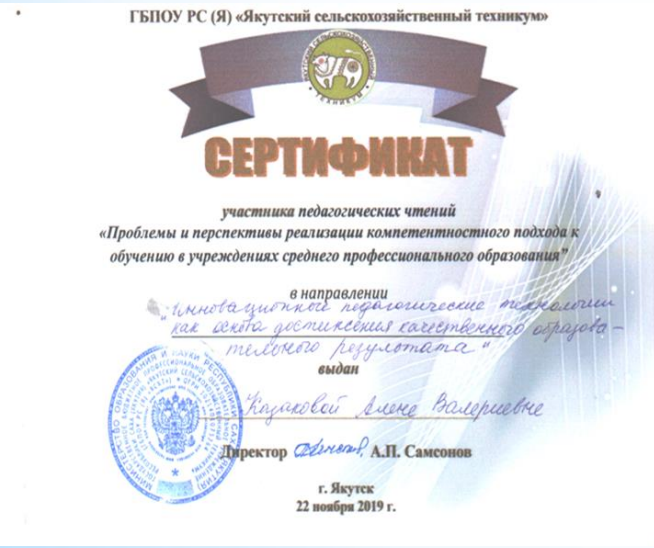 ГБПОУ РС (Я) «Якутский сельскохозяйственный техникум»
ТЕХНИКУМ
СЕРТИФИКАТ
участника педагогических чтений
«Проблемы и перспективы реализации компетентностного подхода к
обучению в учреждениях среднего профессионального образования”
в направлении
„Инновационные педагогические технологии
как основа достижения качественного образова-
тельного результата“
выдан
Казаковой Алене Валериевне
Директор А.П. Самсонов
г. Якутск
22 ноября 2019 г.